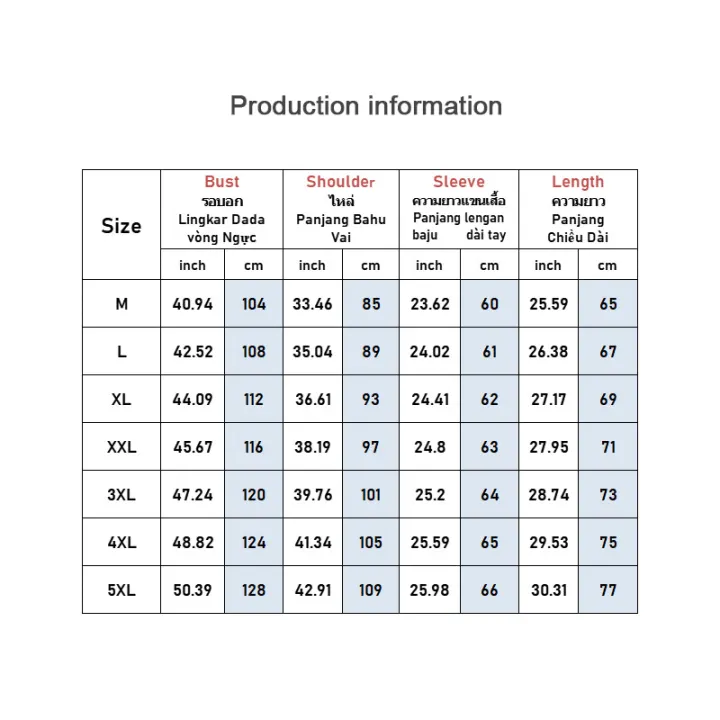 Production information
Size
Bust
รอบอก
Lingkar Dada
vòng Ngực
Shoulder
ไหล่
Panjang Bahu
Vai
Sleeve
ความยาวแขนเสื้อ
Panjang lengan
baju dài tay
Length
ความยาว
Panjang
Chiều Dài
inch cm inch cm inch cm inch cm
M 40.94 104 33.46 85 23.62 60 25.59 65
L 42.52 108 35.04 89 24.02 61 26.38 67
XL 44.09 112 36.61 93 24.41 62 27.17 69
XXL 45.67 116 38.19 97 24.8 63 27.95 71
3XL 47.24 120 39.76 101 25.2 64 28.74 73
4XL 48.82 124 41.34 105 25.59 65 29.53 75
5XL 50.39 128 42.91 109 25.98 66 30.31 77